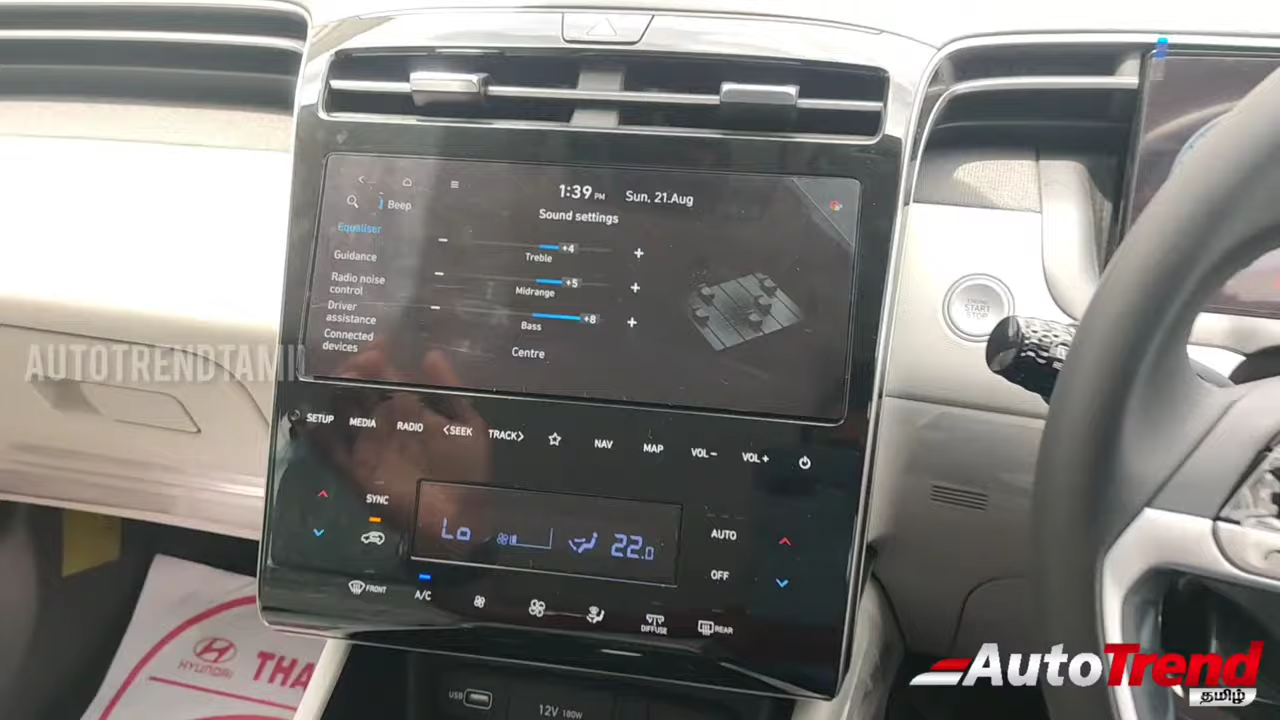 1:39 PM Sun, 21.Aug
Beep
Sound settings
Equaliser
Guidance
Radio noise
control
Driver
assistance
Connected
devices
- +4 +
Treble
- +5 +
Midrange
- +8 +
Bass
Centre
ENGINE
START
STOP
AUTOTRENDTAMI
SETUP MEDIA RADIO <SEEK TRACK> NAV MAP VOL- VOL+
SYNC
Lo 22.0
AUTO
OFF
FRONT A/C DIFFUSE REAR
HYUNDAI
THA
USB
12V 180W
AutoTrend
தமிழ்